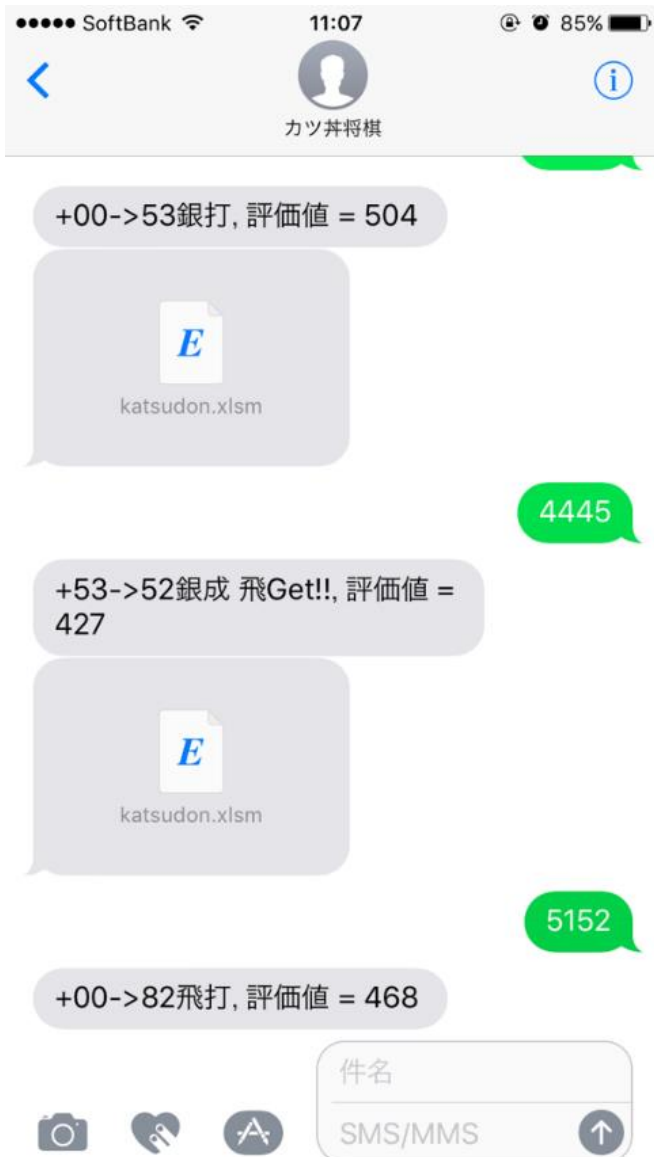 SoftBank 11:07 85%
カツ丼将棋
+00->53銀打, 評価値 = 504
E
katsudon.xlsm
4445
+53->52銀成 飛Get!!, 評価値 =
427
E
katsudon.xlsm
5152
+00->82飛打, 評価値 = 468
件名
SMS/MMS